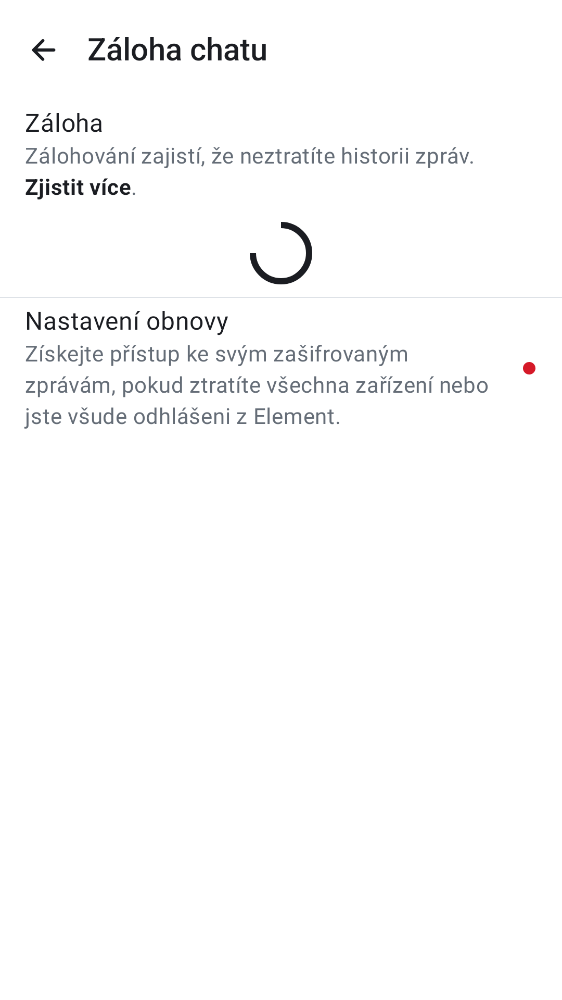 Záloha chatu
Záloha
Zálohování zajistí, že neztratíte historii zpráv.
Zjistit více.
Nastavení obnovy
Získejte přístup ke svým zašifrovaným
zprávám, pokud ztratíte všechna zařízení nebo
jste všude odhlášeni z Element.